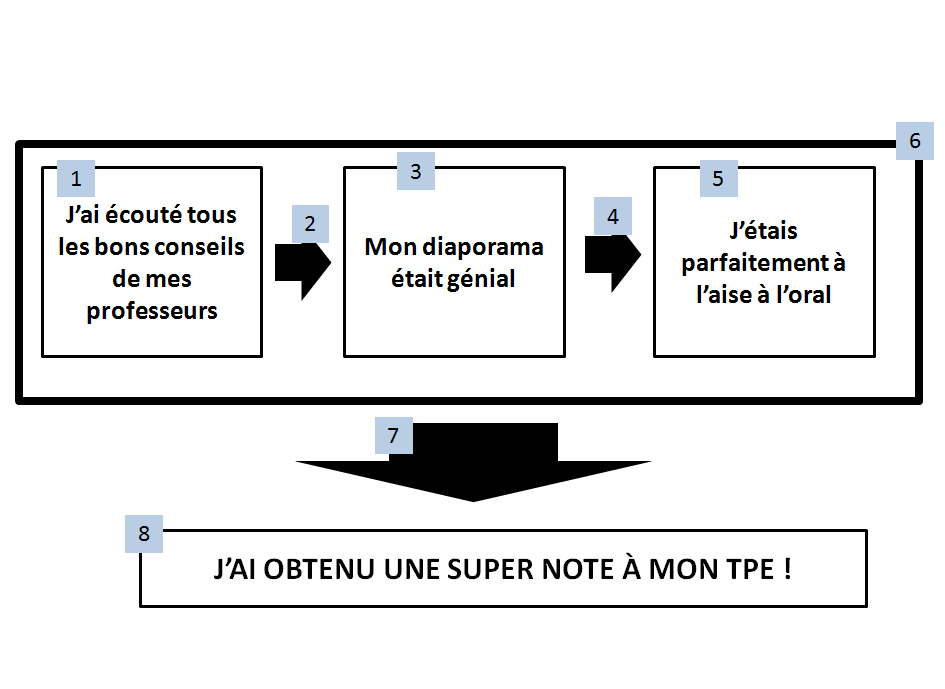 6
1
J’ai écouté tous
les bons conseils
de mes
professeurs
2
3
Mon diaporama
était génial
4
5
J’étais
parfaitement à
l’aise à l’oral
7
8
J’AI OBTENU UNE SUPER NOTE À MON TPE !